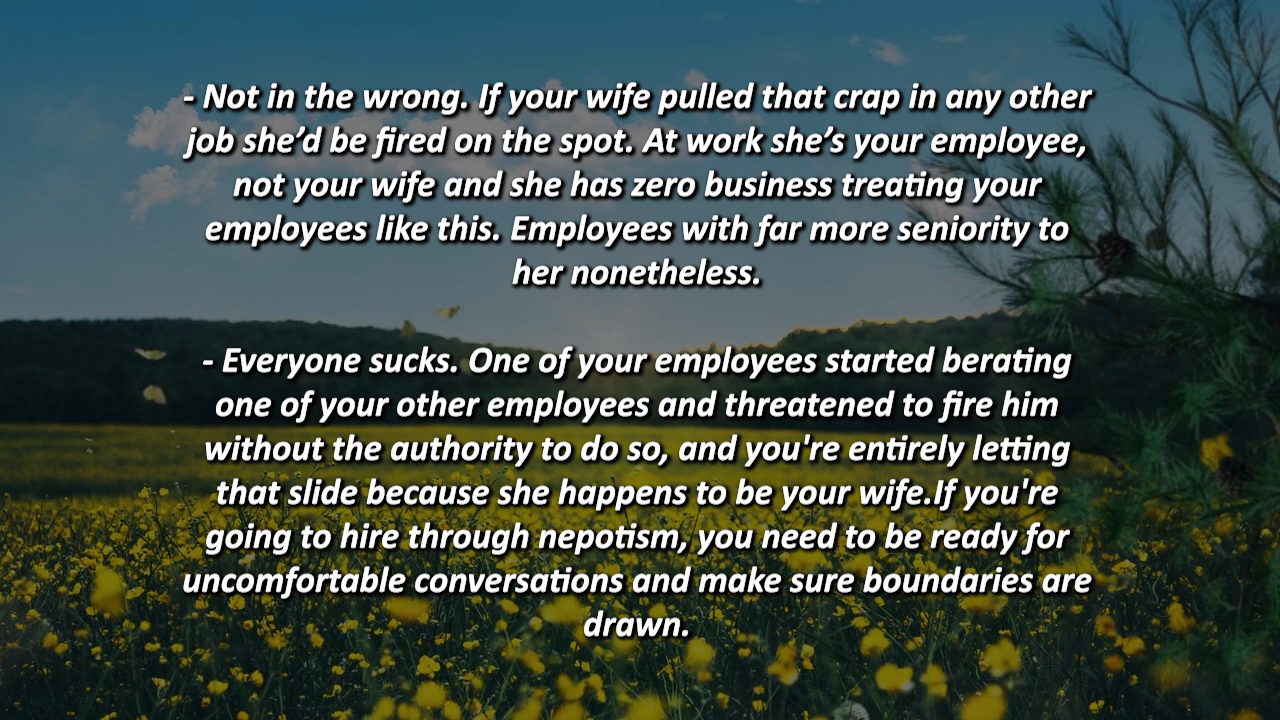 - Not in the wrong. If your wife pulled that crap in any other
job she’d be fired on the spot. At work she’s your employee,
not your wife and she has zero business treating your
employees like this. Employees with far more seniority to
her nonetheless.
- Everyone sucks. One of your employees started berating
one of your other employees and threatened to fire him
without the authority to do so, and you're entirely letting
that slide because she happens to be your wife.If you're
going to hire through nepotism, you need to be ready for
uncomfortable conversations and make sure boundaries are
drawn.